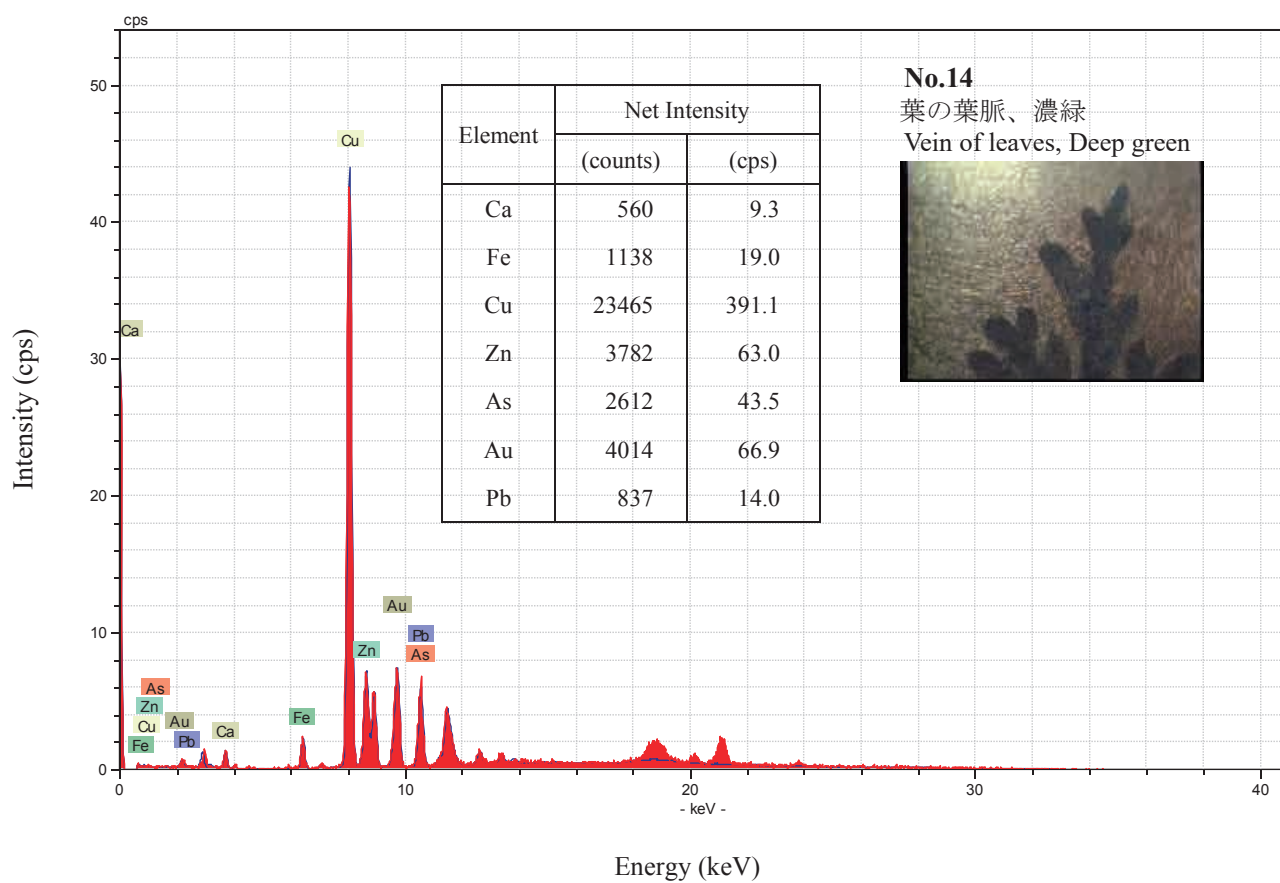 cps
50
40
30
20
10
0
0
10
20
30
40
- keV -
Intensity (cps)
Energy (keV)
Ca
As
Zn
Cu
Fe
Au
Pb
Ca
Fe
Cu
Zn
Au
Pb
As
Element Net Intensity
(counts) (cps)
Ca 560 9.3
Fe 1138 19.0
Cu 23465 391.1
Zn 3782 63.0
As 2612 43.5
Au 4014 66.9
Pb 837 14.0
No.14
葉の葉脈、濃緑
Vein of leaves, Deep green